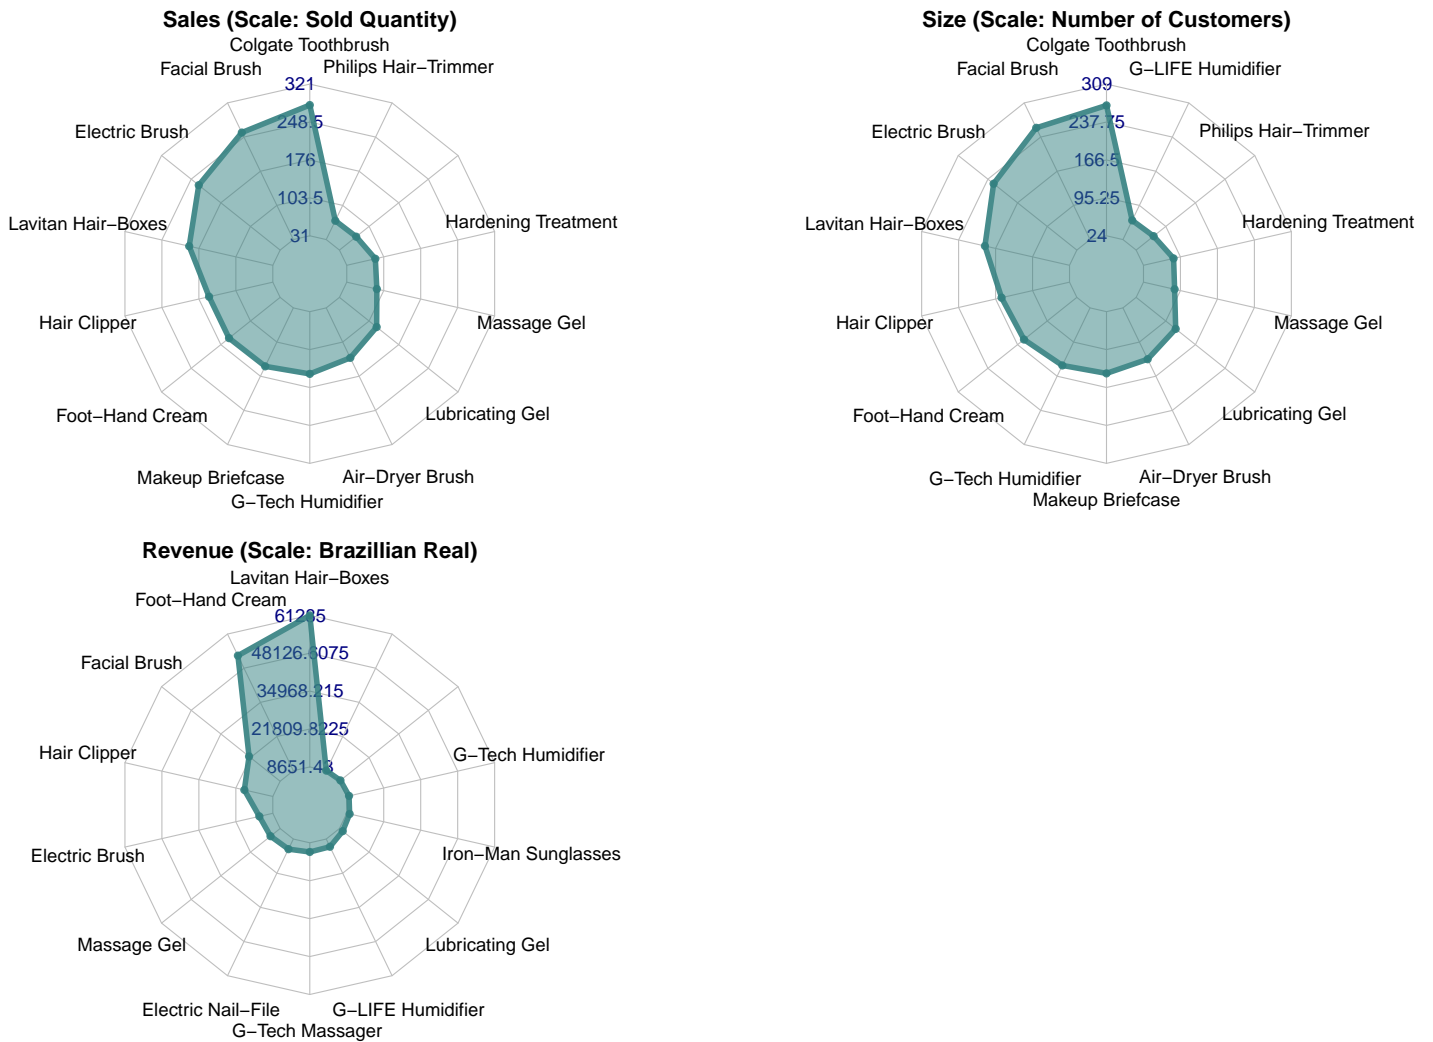 Sales (Scale: Sold Quantity)
Colgate Toothbrush
Facial Brush
Philips Hair−Trimmer
321
Electric Brush
248.5
176
103.5
Lavitan Hair−Boxes
Hardening Treatment
31
Hair Clipper
Massage Gel
Foot−Hand Cream
Lubricating Gel
Makeup Briefcase
Air−Dryer Brush
G−Tech Humidifier
Size (Scale: Number of Customers)
Colgate Toothbrush
Facial Brush
G−LIFE Humidifier
309
Electric Brush
237.75
Philips Hair−Trimmer
166.5
95.25
Lavitan Hair−Boxes
Hardening Treatment
24
Hair Clipper
Massage Gel
Foot−Hand Cream
Lubricating Gel
G−Tech Humidifier
Air−Dryer Brush
Makeup Briefcase
Revenue (Scale: Brazillian Real)
Lavitan Hair−Boxes
Foot−Hand Cream
61285
48126.6075
Facial Brush
34968.215
21809.8225
Hair Clipper
G−Tech Humidifier
8651.43
Electric Brush
Iron−Man Sunglasses
Massage Gel
Lubricating Gel
Electric Nail−File
G−LIFE Humidifier
G−Tech Massager